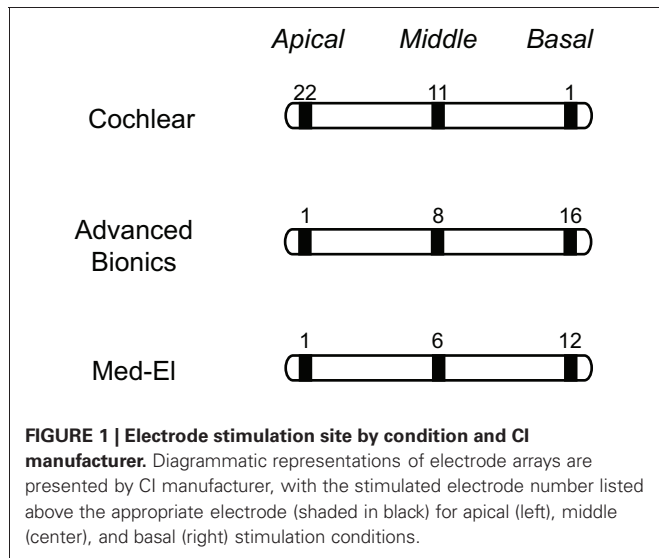 Apical Middle Basal
22 11 1
Cochlear
1 8 16
Advanced
Bionics
1 6 12
Med-El
FIGURE 1 | Electrode stimulation site by condition and CI
manufacturer. Diagrammatic representations of electrode arrays are
presented by CI manufacturer, with the stimulated electrode number listed
above the appropriate electrode (shaded in black) for apical (left), middle
(center), and basal (right) stimulation conditions.